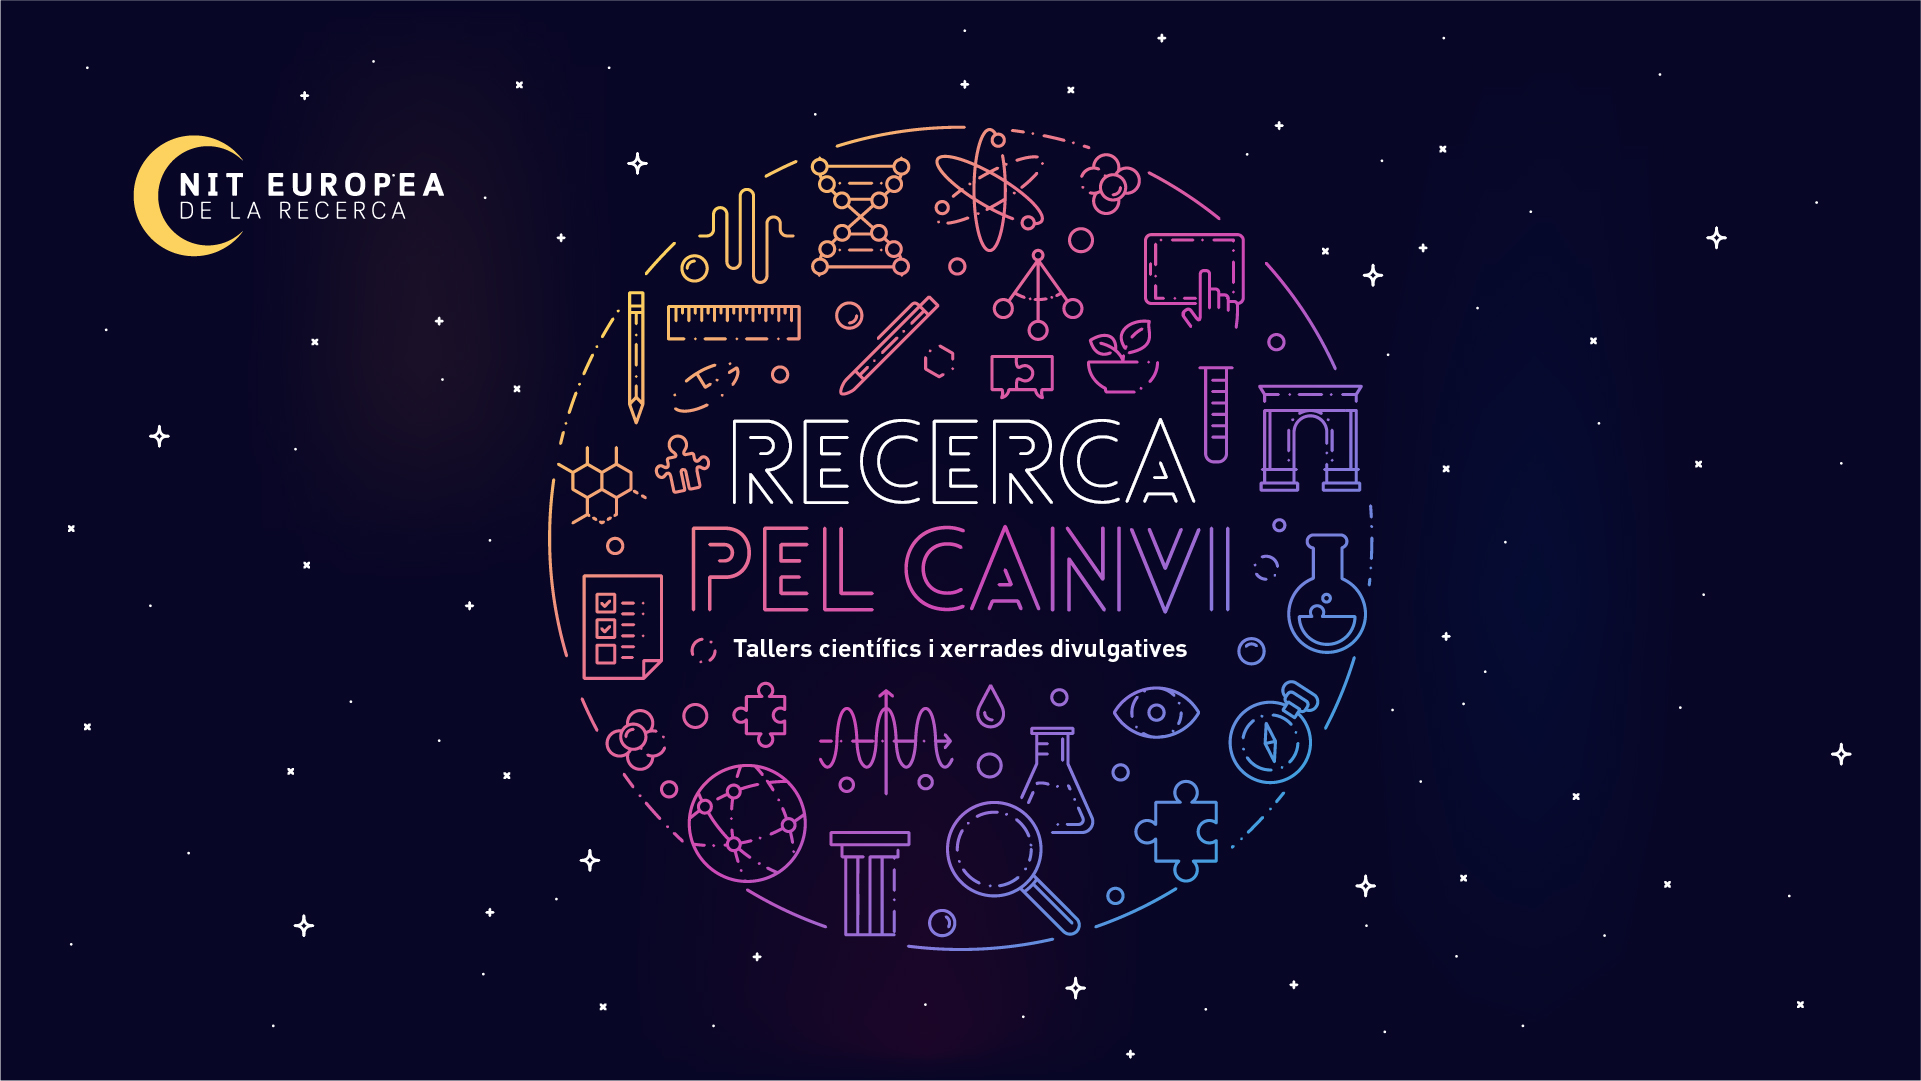 NIT EUROPEA
DE LA RECERCA
RECERCA
PEL CANVI
Tallers científics i xerrades divulgatives